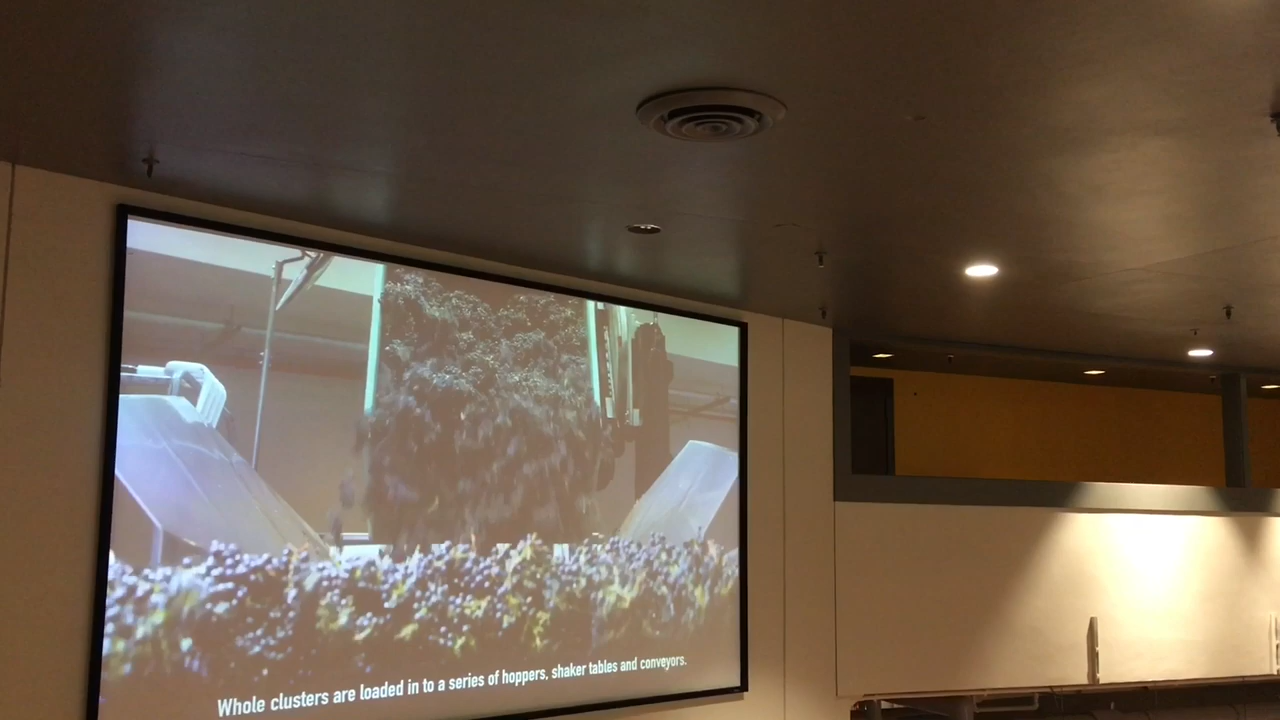 Whole clusters are loaded in to a series of hoppers, shaker tables and conveyors.